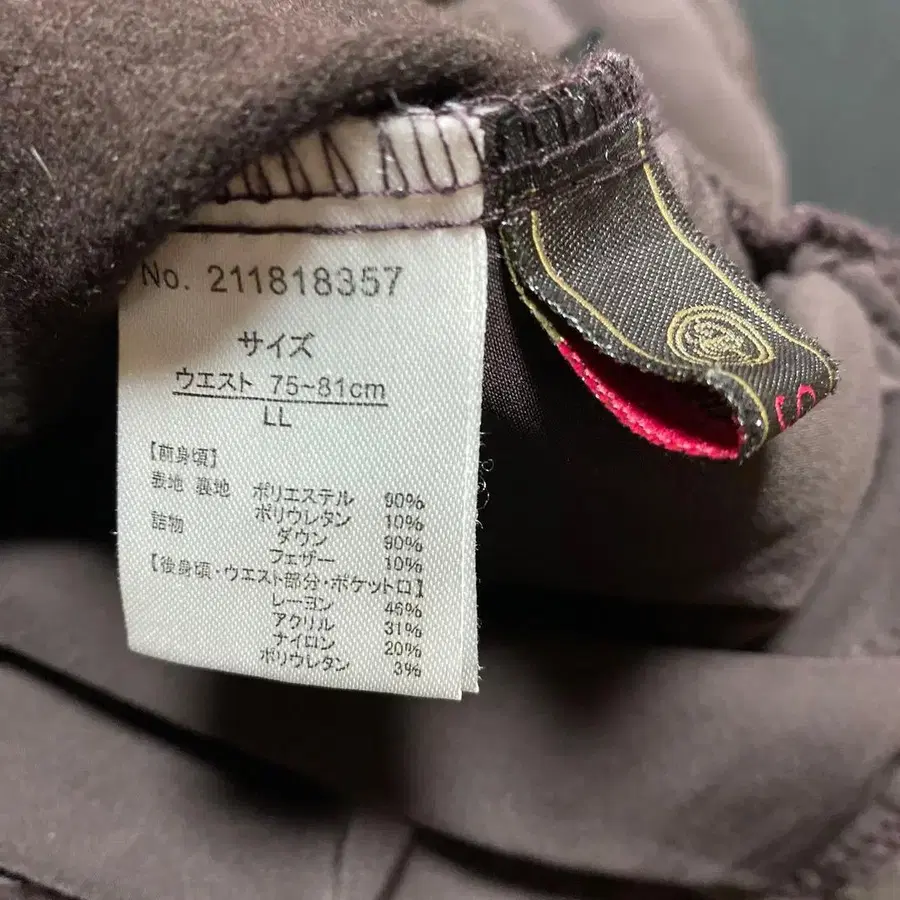 No. 211818357
サイズ
ウエスト 75~81cm
LL
【前身頃】
表地 裏地 ポリエステル 90%
ポリウレタン 10%
詰物 ダウン 90%
フェザー 10%
【後身頃・ウエスト部分・ポケット口】
レーヨン 46%
アクリル 31%
ナイロン 20%
ポリウレタン 3%